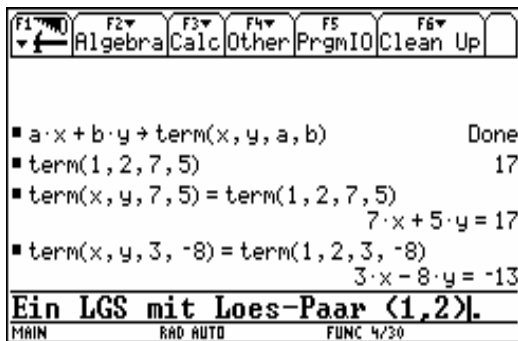 F1 F2▼ F3▼ F4▼ F5 F6▼
Algebra Calc Other PrgmIO Clean Up
▪ a·x + b·y → term(x, y, a, b) Done
▪ term(1, 2, 7, 5) 17
▪ term(x, y, 7, 5) = term(1, 2, 7, 5)
7·x + 5·y = 17
▪ term(x, y, 3, ⁻8) = term(1, 2, 3, ⁻8)
3·x - 8·y = ⁻13
Ein LGS mit Loes-Paar (1,2).
MAIN RAD AUTO FUNC 4/30